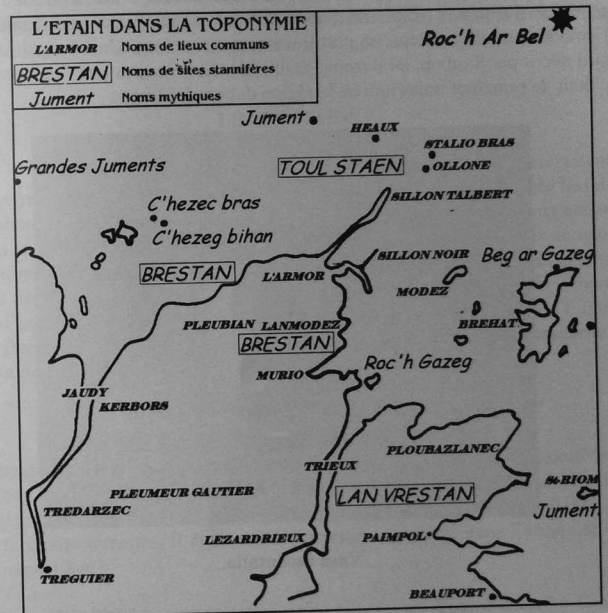 L'ETAIN DANS LA TOPONYMIE
L'ARMOR Noms de lieux communs
BRESTAN Noms de sites stannifères
Jument Noms mythiques
Roc'h Ar Bel
Jument
HEAUX
STALIO BRAS
OLLONE
TOUL STAEN
Grandes Juments
SILLON TALBERT
C'hezec bras
C'hezeg bihan
SILLON NOIR
Beg ar Gazeg
BRESTAN
L'ARMOR
MODEZ
PLEUBIAN LANMODEZ
BREHAT
BRESTAN
Roc'h Gazeg
MURIO
JAUDY
KERBORS
PLOUBAZLANEC
TRIEUX
St-RIOM
PLEUMEUR GAUTIER
LAN VRESTAN
Jument
TREDARZEC
LEZARDRIEUX
PAIMPOL
TREGUIER
BEAUPORT